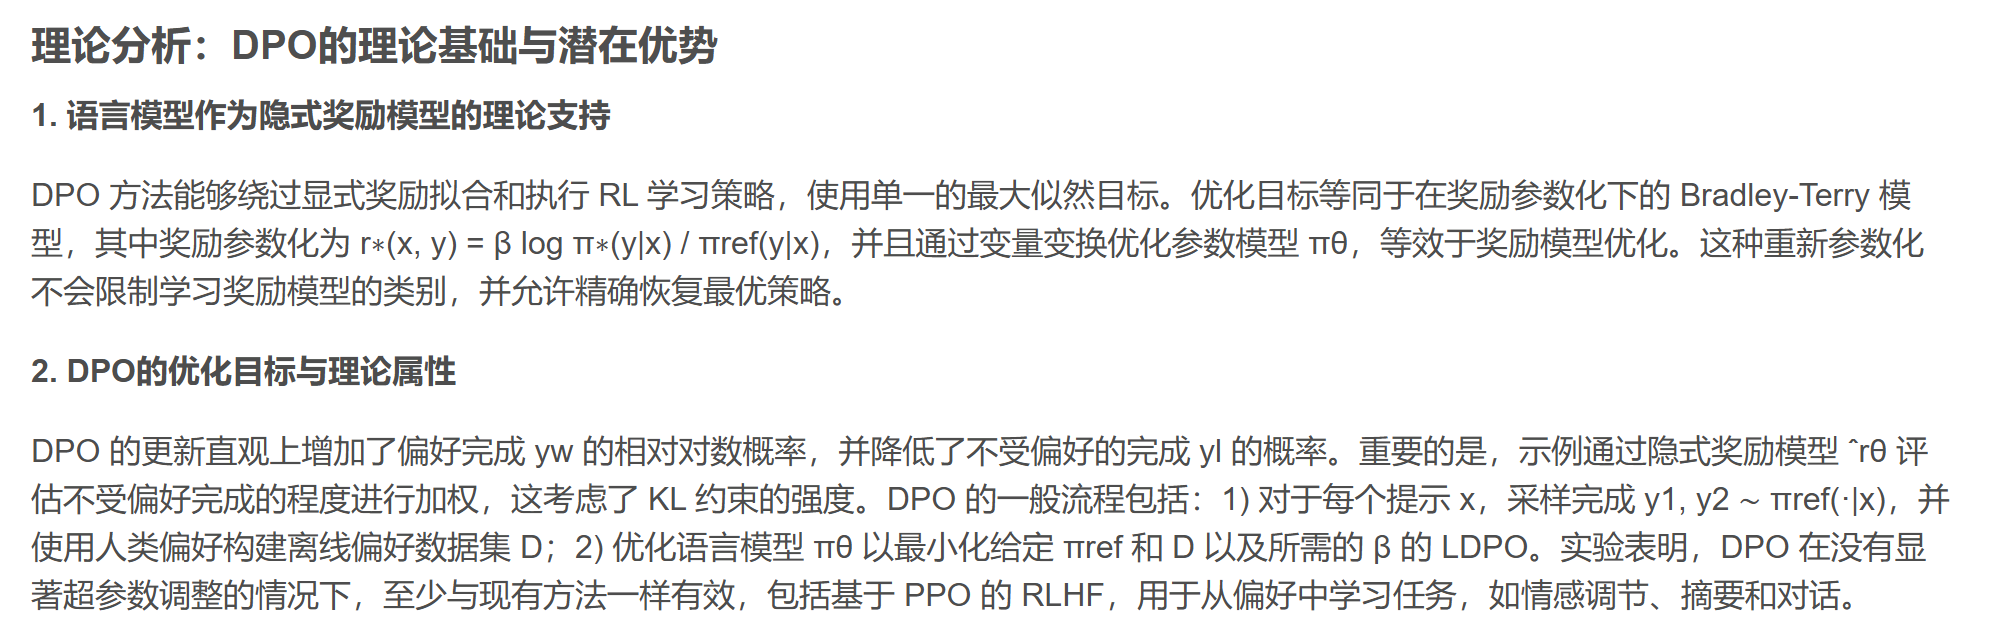 理论分析：DPO的理论基础与潜在优势
1. 语言模型作为隐式奖励模型的理论支持
DPO 方法能够绕过显式奖励拟合和执行 RL 学习策略，使用单一的最大似然目标。优化目标等同于在奖励参数化下的 Bradley-Terry 模
型，其中奖励参数化为 r∗(x, y) = β log π∗(y|x) / πref(y|x)，并且通过变量变换优化参数模型 πθ，等效于奖励模型优化。这种重新参数化
不会限制学习奖励模型的类别，并允许精确恢复最优策略。
2. DPO的优化目标与理论属性
DPO 的更新直观上增加了偏好完成 yw 的相对对数概率，并降低了不受偏好的完成 yl 的概率。重要的是，示例通过隐式奖励模型 ˆrθ 评
估不受偏好完成的程度进行加权，这考虑了 KL 约束的强度。DPO 的一般流程包括：1) 对于每个提示 x，采样完成 y1, y2 ∼ πref(·|x)，并
使用人类偏好构建离线偏好数据集 D；2) 优化语言模型 πθ 以最小化给定 πref 和 D 以及所需的 β 的 LDPO。实验表明，DPO 在没有显
著超参数调整的情况下，至少与现有方法一样有效，包括基于 PPO 的 RLHF，用于从偏好中学习任务，如情感调节、摘要和对话。